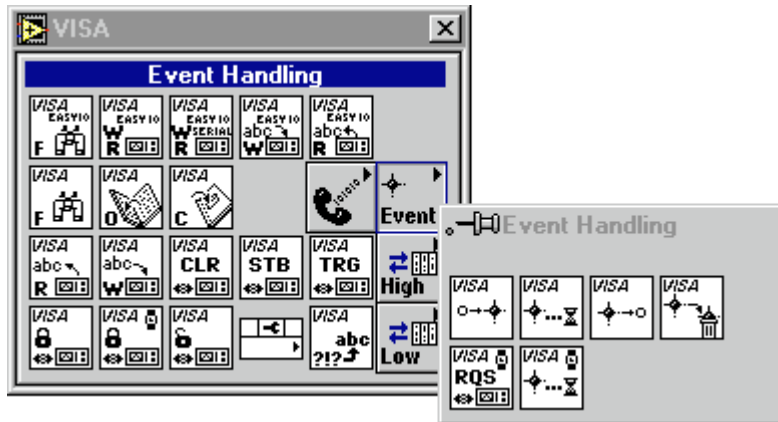 VISA
Event Handling
VISA EASY IO F
VISA EASY IO W R
VISA EASY IO W SERIAL R
VISA EASY IO abc W
VISA EASY IO abc R
VISA F
VISA O
VISA C
Event
VISA abc R
VISA abc W
VISA CLR
VISA STB
VISA TRG
High
VISA
VISA
VISA
VISA abc ?!?
Low
Event Handling
VISA
VISA ...
VISA
VISA
VISA RQS
VISA ...